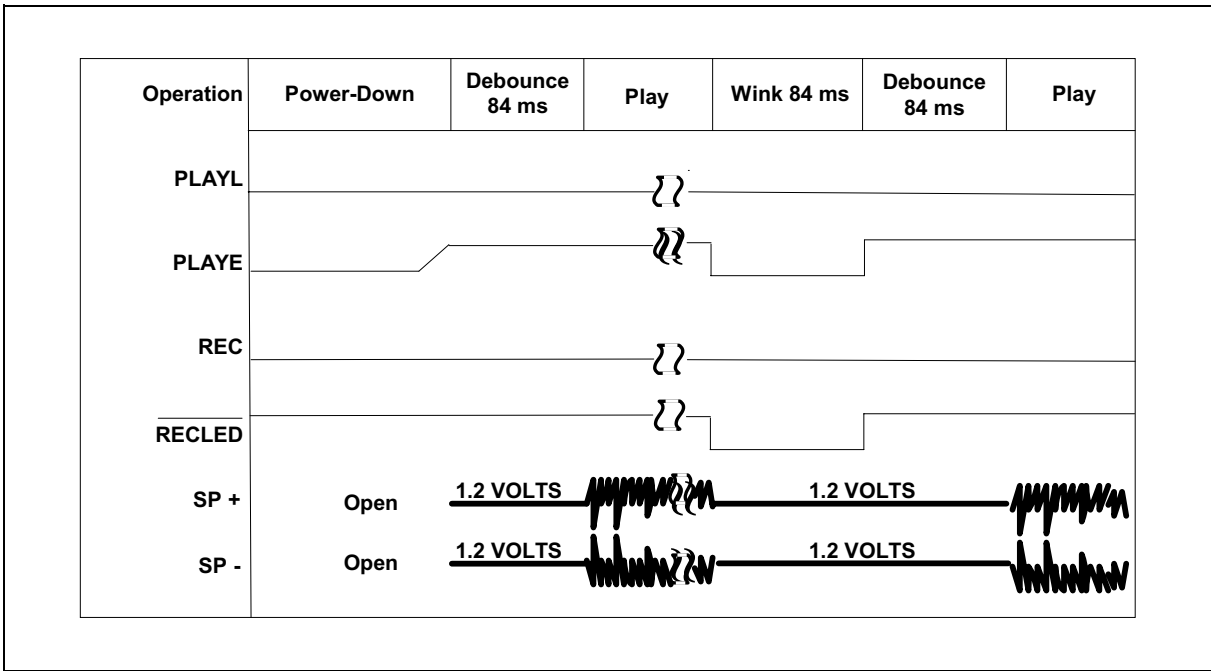 Operation Power-Down Debounce 84 ms Play Wink 84 ms Debounce 84 ms Play
PLAYL
PLAYE
REC
RECLED
SP + Open 1.2 VOLTS 1.2 VOLTS
SP - Open 1.2 VOLTS 1.2 VOLTS